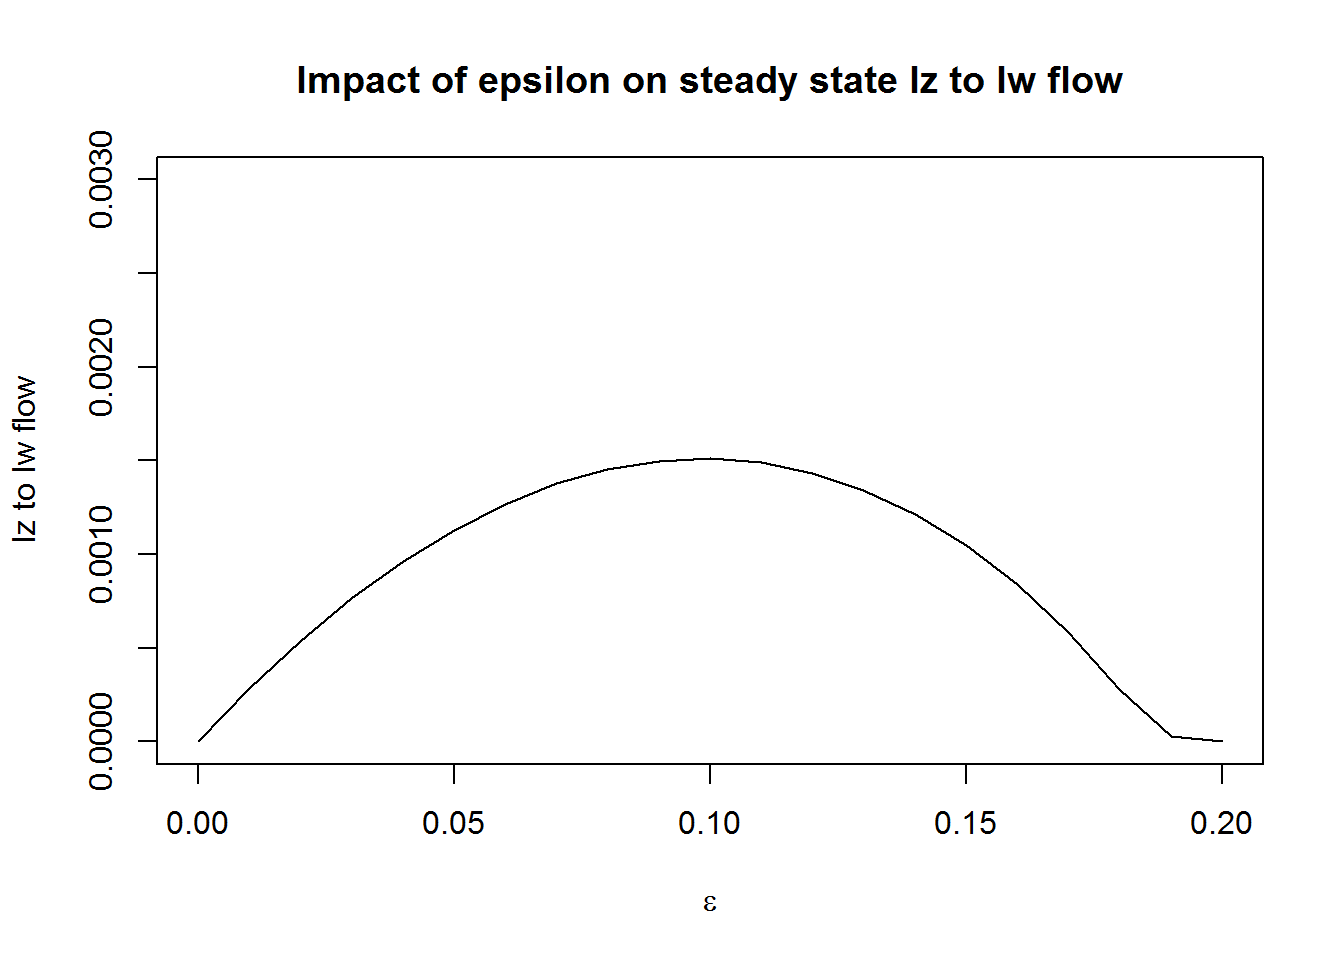 Impact of epsilon on steady state Iz to Iw flow
Iz to Iw flow
0.0030
0.0020
0.0010
0.0000
0.00 0.05 0.10 0.15 0.20
ε